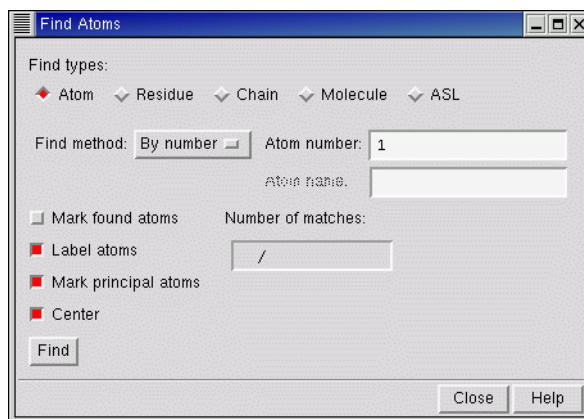 Find Atoms
Find types:
Atom Residue Chain Molecule ASL
Find method: By number Atom number: 1
Atom name:
Mark found atoms Number of matches:
Label atoms /
Mark principal atoms
Center
Find
Close Help